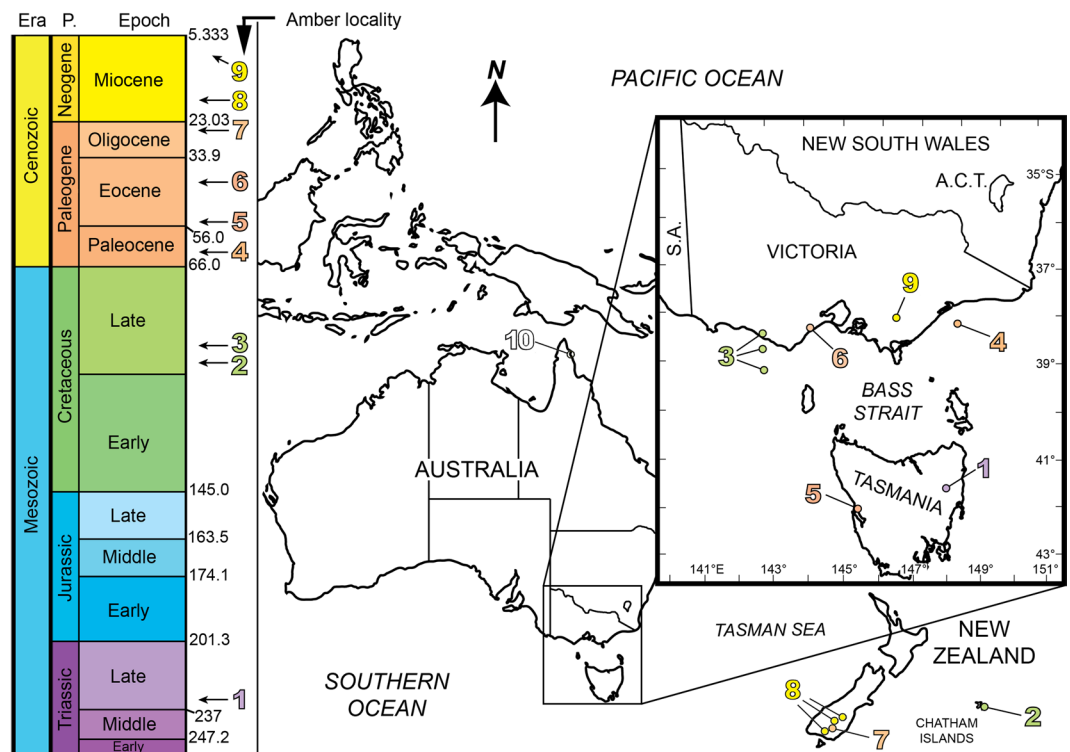 Era P. Epoch
Amber locality
5.333
Cenozoic
Neogene
Miocene
9
8
23.03
Paleogene
Oligocene
7
33.9
Eocene
6
5
56.0
Paleocene
4
66.0
Mesozoic
Cretaceous
Late
3
2
Early
145.0
Jurassic
Late
163.5
Middle
174.1
Early
201.3
Triassic
Late
1
237
Middle
247.2
Early
N
PACIFIC OCEAN
10
AUSTRALIA
SOUTHERN
OCEAN
NEW SOUTH WALES
A.C.T.
35°S
S.A.
VICTORIA
37°
9
3
6
4
39°
BASS
STRAIT
41°
TASMANIA
1
5
43°
141°E 143° 145° 147° 149° 151°
TASMAN SEA
NEW
ZEALAND
8
7
CHATHAM
ISLANDS
2